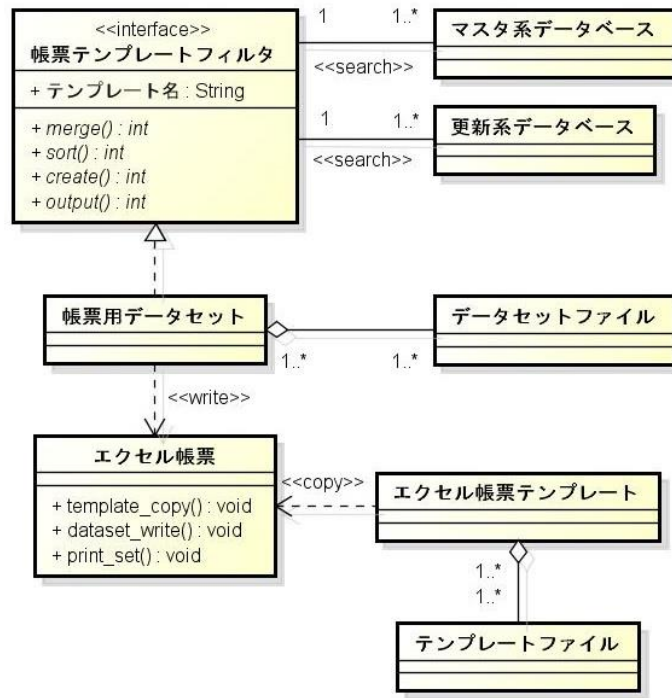 <<interface>>
帳票テンプレートフィルタ
+ テンプレート名 : String
+ merge() : int
+ sort() : int
+ create() : int
+ output() : int
1
1..*
<<search>>
マスタ系データベース
1
1..*
<<search>>
更新系データベース
帳票用データセット
1..*
1..*
データセットファイル
<<write>>
エクセル帳票
+ template_copy() : void
+ dataset_write() : void
+ print_set() : void
<<copy>>
エクセル帳票テンプレート
1..*
1..*
テンプレートファイル